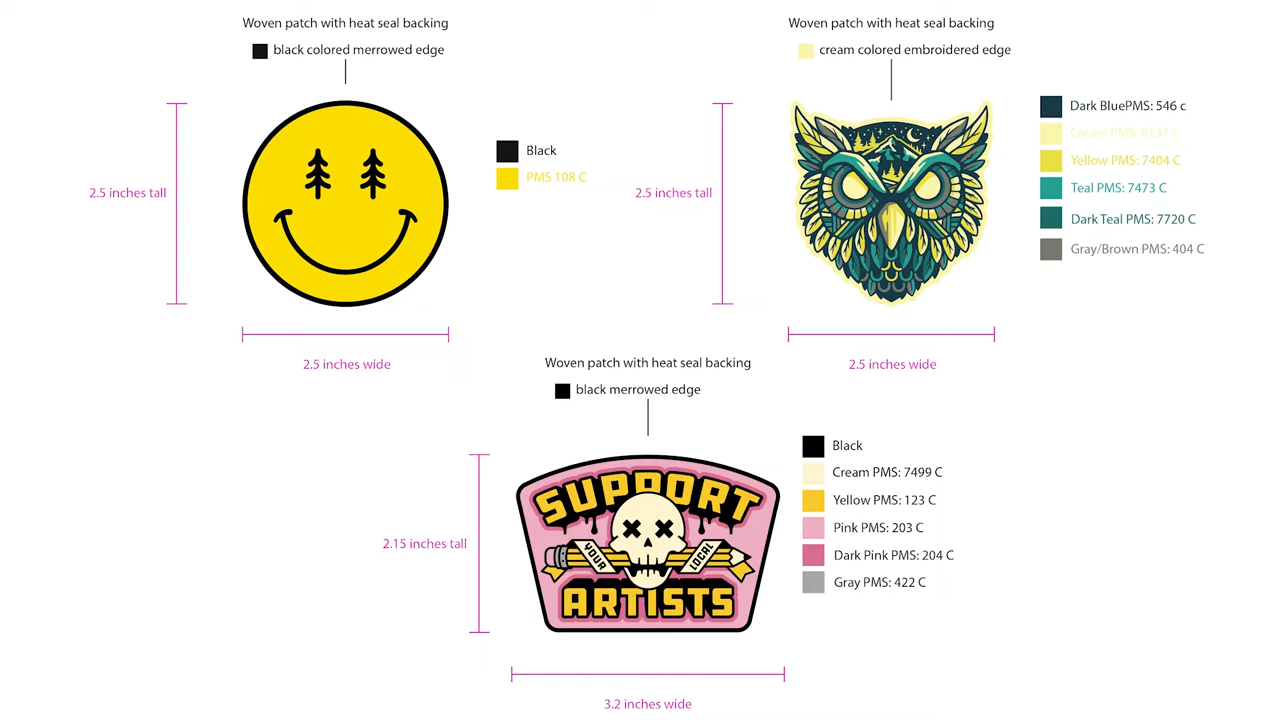 Woven patch with heat seal backing
black colored merrowed edge
2.5 inches tall
Black
PMS 108 C
2.5 inches wide
Woven patch with heat seal backing
cream colored embroidered edge
2.5 inches tall
Dark BluePMS: 546 c
Cream PMS: 0131 c
Yellow PMS: 7404 C
Teal PMS: 7473 C
Dark Teal PMS: 7720 C
Gray/Brown PMS: 404 C
2.5 inches wide
Woven patch with heat seal backing
black merrowed edge
2.15 inches tall
SUPPORT
YOUR LOCAL
ARTISTS
Black
Cream PMS: 7499 C
Yellow PMS: 123 C
Pink PMS: 203 C
Dark Pink PMS: 204 C
Gray PMS: 422 C
3.2 inches wide